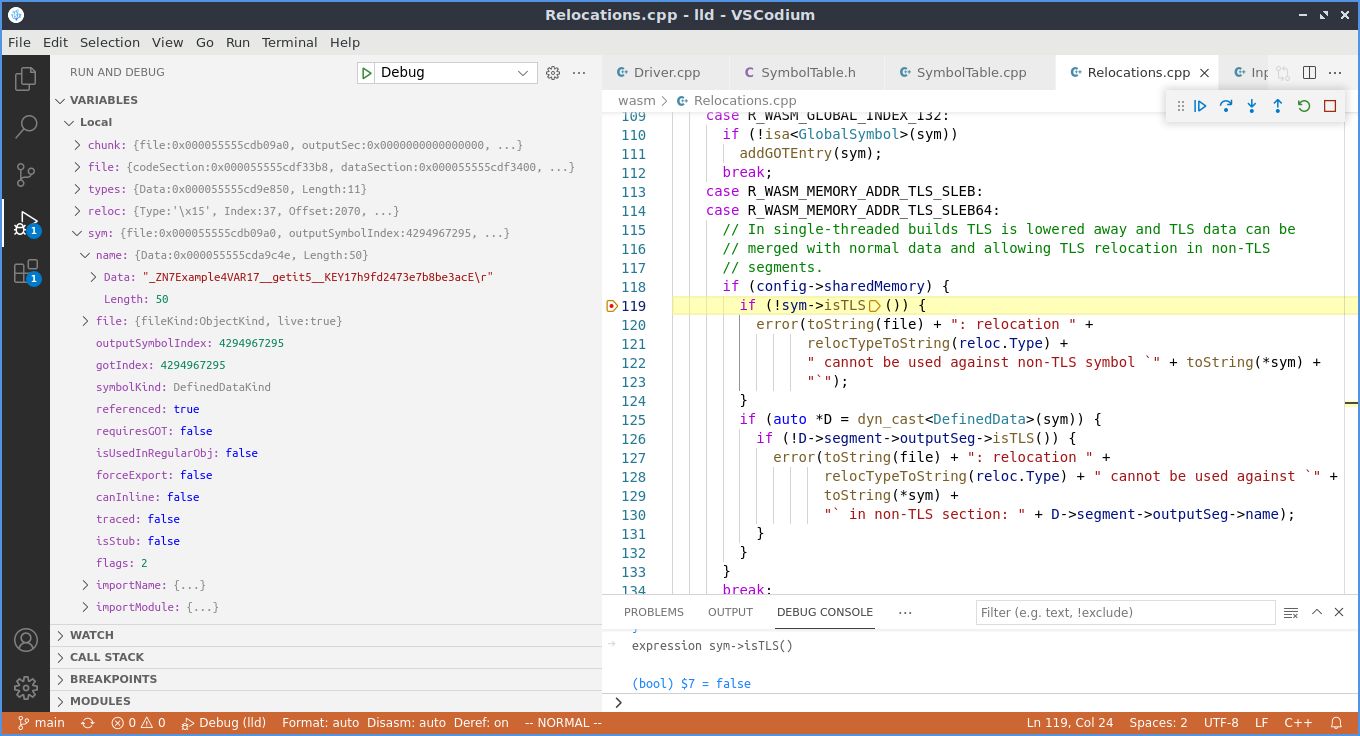 Relocations.cpp - lld - VSCodium
File Edit Selection View Go Run Terminal Help
RUN AND DEBUG
Debug
VARIABLES
Local
chunk: {file:0x000055555cdb09a0, outputSec:0x0000000000000000, ...}
file: {codeSection:0x000055555cdf33b8, dataSection:0x000055555cdf3400, ...}
types: {Data:0x000055555cd9e850, Length:11}
reloc: {Type:'\x15', Index:37, Offset:2070, ...}
sym: {file:0x000055555cdb09a0, outputSymbolIndex:4294967295, ...}
name: {Data:0x000055555cda9c4e, Length:50}
Data: "_ZN7Example4VAR17__getit5__KEY17h9fd2473e7b8be3acE\r"
Length: 50
file: {fileKind:ObjectKind, live:true}
outputSymbolIndex: 4294967295
gotIndex: 4294967295
symbolKind: DefinedDataKind
referenced: true
requiresGOT: false
isUsedInRegularObj: false
forceExport: false
canInline: false
traced: false
isStub: false
flags: 2
importName: {...}
importModule: {...}
WATCH
CALL STACK
BREAKPOINTS
MODULES
1
1
Driver.cpp
SymbolTable.h
SymbolTable.cpp
Relocations.cpp
Inp
wasm > Relocations.cpp
109 case R_WASM_GLOBAL_INDEX_I32:
110 if (!isa<GlobalSymbol>(sym))
111 addGOTEntry(sym);
112 break;
113 case R_WASM_MEMORY_ADDR_TLS_SLEB:
114 case R_WASM_MEMORY_ADDR_TLS_SLEB64:
115 // In single-threaded builds TLS is lowered away and TLS data can be
116 // merged with normal data and allowing TLS relocation in non-TLS
117 // segments.
118 if (config->sharedMemory) {
119 if (!sym->isTLS()) {
120 error(toString(file) + ": relocation " +
121 relocTypeToString(reloc.Type) +
122 " cannot be used against non-TLS symbol `" + toString(*sym) +
123 "`");
124 }
125 if (auto *D = dyn_cast<DefinedData>(sym)) {
126 if (!D->segment->outputSeg->isTLS()) {
127 error(toString(file) + ": relocation " +
128 relocTypeToString(reloc.Type) + " cannot be used against `" +
129 toString(*sym) +
130 "` in non-TLS section: " + D->segment->outputSeg->name);
131 }
132 }
133 }
134 break;
PROBLEMS OUTPUT DEBUG CONSOLE ...
Filter (e.g. text, !exclude)
}
expression sym->isTLS()
(bool) $7 = false
>
main 0 0 Debug (lld) Format: auto Disasm: auto Deref: on -- NORMAL -- Ln 119, Col 24 Spaces: 2 UTF-8 LF C++